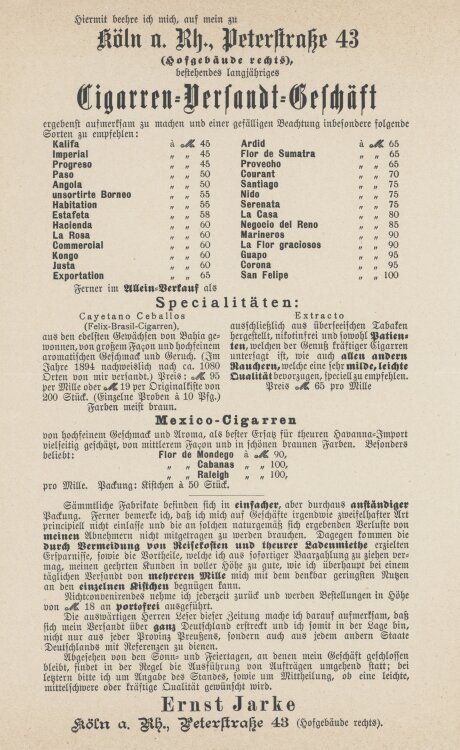 Hiermit beehre ich mich, auf mein zu
Köln a. Rh., Peterstraße 43
(Hofgebäude rechts),
bestehendes langjähriges
Cigarren-Versandt-Geschäft
ergebenst aufmerksam zu machen und einer gefälligen Beachtung inbesondere folgende
Sorten zu empfehlen:
Kalifa à M 45 Ardid à M 65
Imperial „ „ 45 Flor de Sumatra „ „ 65
Progreso „ „ 45 Provecho „ „ 65
Paso „ „ 50 Courant „ „ 70
Angola „ „ 50 Santiago „ „ 75
unsortirte Borneo „ „ 55 Nido „ „ 75
Habitation „ „ 55 Serenata „ „ 75
Estafeta „ „ 58 La Casa „ „ 80
Hacienda „ „ 60 Negocio del Reno „ „ 85
La Rosa „ „ 60 Marineros „ „ 90
Commercial „ „ 60 La Flor graciosos „ „ 90
Kongo „ „ 60 Guapo „ „ 95
Justa „ „ 60 Corona „ „ 95
Exportation „ „ 65 San Felipe „ „ 100
Ferner im Allein-Verkauf als
Specialitäten:
Cayetano Ceballos
(Felix-Brasil-Cigarren),
aus den edelsten Gewächsen von Bahia ge-
wonnen, von großem Façon und hochfeinem
aromatischen Geschmack und Geruch. (Im
Jahre 1894 nachweislich nach ca. 1080
Orten von mir versandt.) Preis: M 95
per Mille oder M 19 per Originalkiste von
200 Stück. (Einzelne Proben à 10 Pfg.)
Farben meist braun.
Extracto
ausschließlich aus überseeischen Tabaken
hergestellt, nikotinfrei und sowohl Patien-
ten, welchen der Genuß kräftiger Cigarren
untersagt ist, wie auch allen andern
Rauchern, welche eine sehr milde, leichte
Qualität bevorzugen, speciell zu empfehlen.
Preis M 65 pro Mille
Mexico-Cigarren
von hochfeinem Geschmack und Aroma, als bester Ersatz für theuren Havanna-Import
vielseitig geschätzt, von mittlerem Façon und in schönen braunen Farben. Besonders
beliebt: Flor de Mondego à M 90,
„ „ Cabanas „ „ 100,
„ „ Raleigh „ „ 100,
pro Mille. Packung: Kistchen à 50 Stück.
Sämmtliche Fabrikate befinden sich in einfacher, aber durchaus anständiger
Packung. Ferner bemerke ich, daß ich mich auf Geschäfte irgendwie zweifelhafter Art
principiell nicht einlasse und die an solchen naturgemäß sich ergebenden Verluste von
meinen Abnehmern nicht mitgetragen zu werden brauchen. Dagegen kommen die
durch Vermeidung von Reisekosten und theurer Ladenmiethe erzielten
Ersparnisse, sowie die Vortheile, welche ich aus sofortiger Baarzahlung zu ziehen ver-
mag, meinen geehrten Kunden in voller Höhe zu gute, wie ich überhaupt bei einem
täglichen Versand von mehreren Mille mich mit dem denkbar geringsten Nutzen
an den einzelnen Kistchen begnügen kann.
Nichtconvenirendes nehme ich jederzeit zurück und werden Bestellungen in Höhe
von M 18 an portofrei ausgeführt.
Die auswärtigen Herren Leser dieser Zeitung mache ich darauf aufmerksam, daß
sich mein Versandt über ganz Deutschland erstreckt und ich somit in der Lage bin,
nicht nur aus jeder Provinz Preußens, sondern auch aus jedem andern Staate
Deutschlands mit Referenzen zu dienen.
Abgesehen von den Sonn- und Feiertagen, an denen mein Geschäft geschlossen
bleibt, findet in der Regel die Ausführung von Aufträgen umgehend statt; bei
letztern bitte ich um Angabe des Standes, sowie um Mittheilung, ob eine leichte,
mittelschwere oder kräftige Qualität gewünscht wird.
Ernst Jarke
Köln a. Rh., Peterstraße 43 (Hofgebäude rechts).